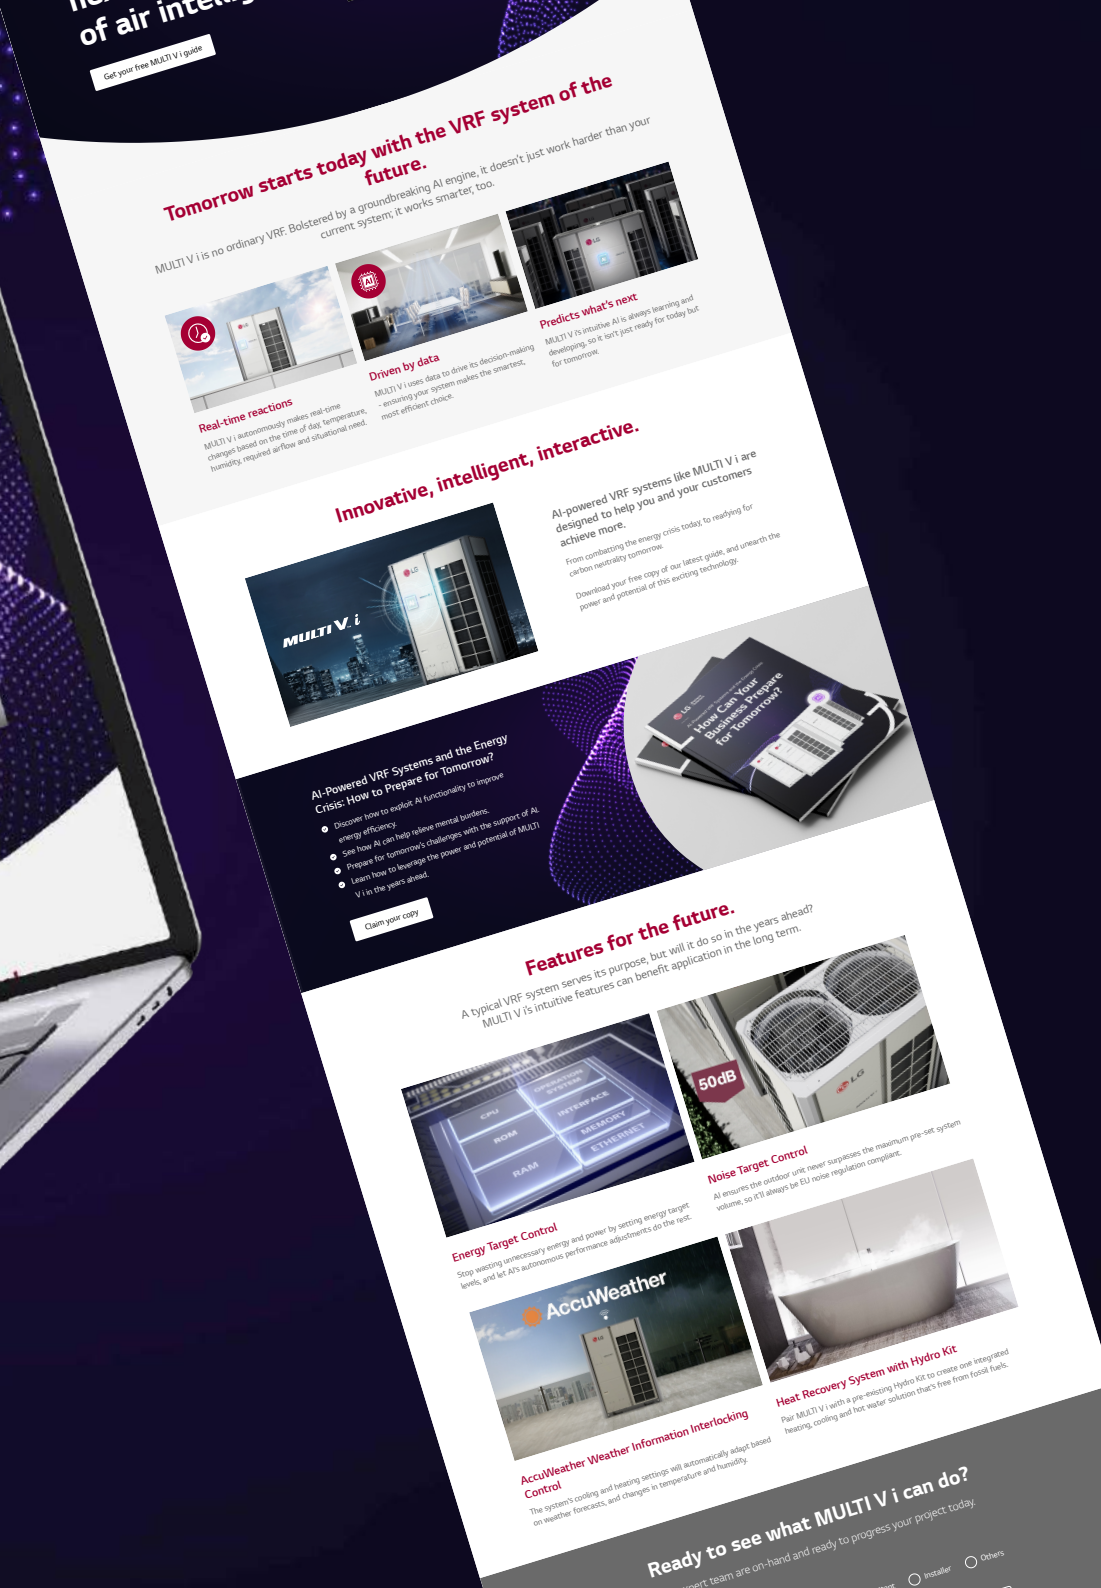 of air intelli
Get your free MULTI V i guide
Tomorrow starts today with the VRF system of the
future.
MULTI V i is no ordinary VRF. Bolstered by a groundbreaking AI engine, it doesn't just work harder than your
current system; it works smarter, too.
LG
AI
LG
Real-time reactions
MULTI V i autonomously makes real-time
changes based on the time of day, temperature,
humidity, required airflow and situational need.
Driven by data
MULTI V i uses data to drive its decision-making
- ensuring your system makes the smartest,
most efficient choice.
Predicts what's next
MULTI V i's intuitive AI is always learning and
developing, so it isn't just ready for today but
for tomorrow.
Innovative, intelligent, interactive.
LG
MULTI V i
AI-powered VRF systems like MULTI V i are
designed to help you and your customers
achieve more.
From combatting the energy crisis today, to readying for
carbon neutrality tomorrow.
Download your free copy of our latest guide, and unearth the
power and potential of this exciting technology.
AI-Powered VRF Systems and the Energy
Crisis: How to Prepare for Tomorrow?
Discover how to exploit AI functionality to improve
energy efficiency.
See how AI can help relieve mental burdens.
Prepare for tomorrow's challenges with the support of AI.
Learn how to leverage the power and potential of MULTI
V i in the years ahead.
Claim your copy
LG
AI-Powered VRF Systems and the Energy Crisis
How Can Your
Business Prepare
for Tomorrow?
Features for the future.
A typical VRF system serves its purpose, but will it do so in the years ahead?
MULTI V i's intuitive features can benefit application in the long term.
CPU
OPERATION
SYSTEM
ROM
INTERFACE
MEMORY
RAM
ETHERNET
50dB
LG
Energy Target Control
Stop wasting unnecessary energy and power by setting energy target
levels, and let AI's autonomous performance adjustments do the rest.
Noise Target Control
AI ensures the outdoor unit never surpasses the maximum pre-set system
volume, so it'll always be EU noise regulation compliant.
AccuWeather
LG
AccuWeather Weather Information Interlocking
Control
The system's cooling and heating settings will automatically adapt based
on weather forecasts, and changes in temperature and humidity.
Heat Recovery System with Hydro Kit
Pair MULTI V i with a pre-existing Hydro Kit to create one integrated
heating, cooling and hot water solution that's free from fossil fuels.
Ready to see what MULTI V i can do?
team are on-hand and ready to progress your project today.
Installer
Others